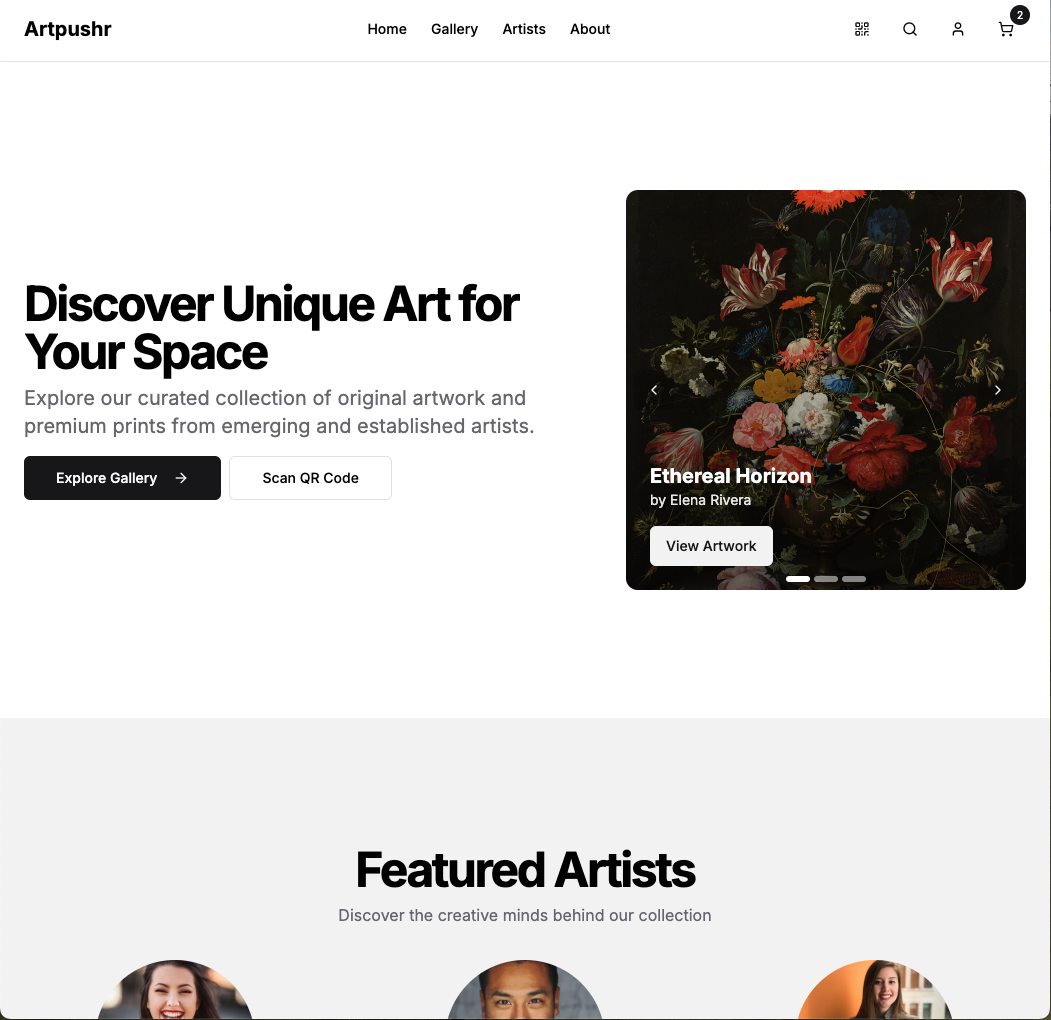 Artpushr
Home
Gallery
Artists
About
2
Discover Unique Art for
Your Space
Explore our curated collection of original artwork and
premium prints from emerging and established artists.
Explore Gallery
Scan QR Code
Ethereal Horizon
by Elena Rivera
View Artwork
Featured Artists
Discover the creative minds behind our collection